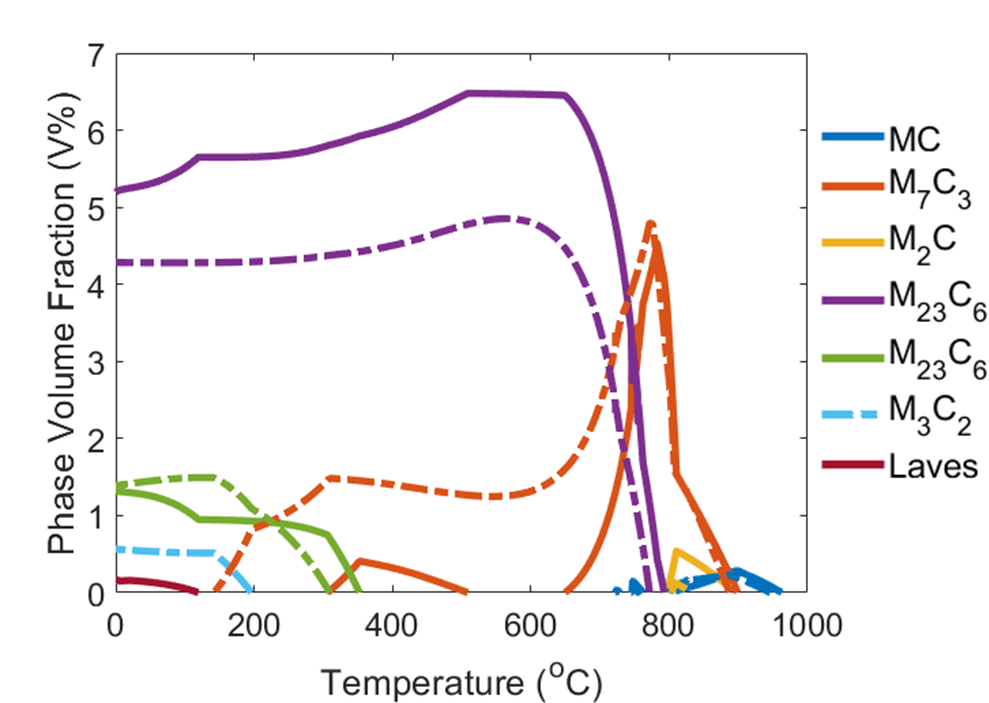 7
6
5
4
3
2
1
0
Phase Volume Fraction (V%)
0 200 400 600 800 1000
Temperature (°C)
MC
M₇C₃
M₂C
M₂₃C₆
M₂₃C₆
M₃C₂
Laves